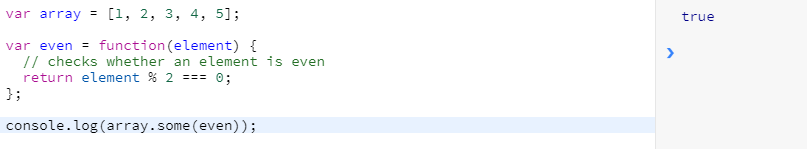 var array = [1, 2, 3, 4, 5];
var even = function(element) {
  // checks whether an element is even
  return element % 2 === 0;
};
console.log(array.some(even));
true